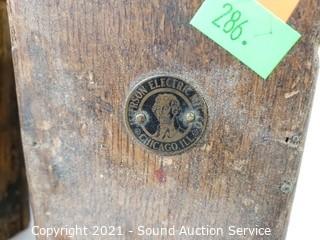 286.
ELECTRIC
CHICAGO ILL.
Copyright 2021 - Sound Auction Service